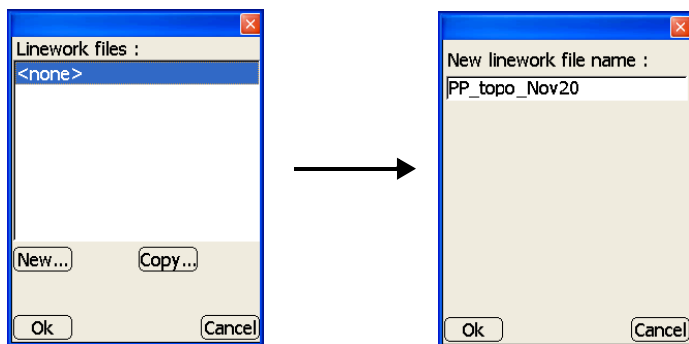 Linework files :
<none>
New...
Copy...
Ok
Cancel
New linework file name :
PP_topo_Nov20
Ok
Cancel